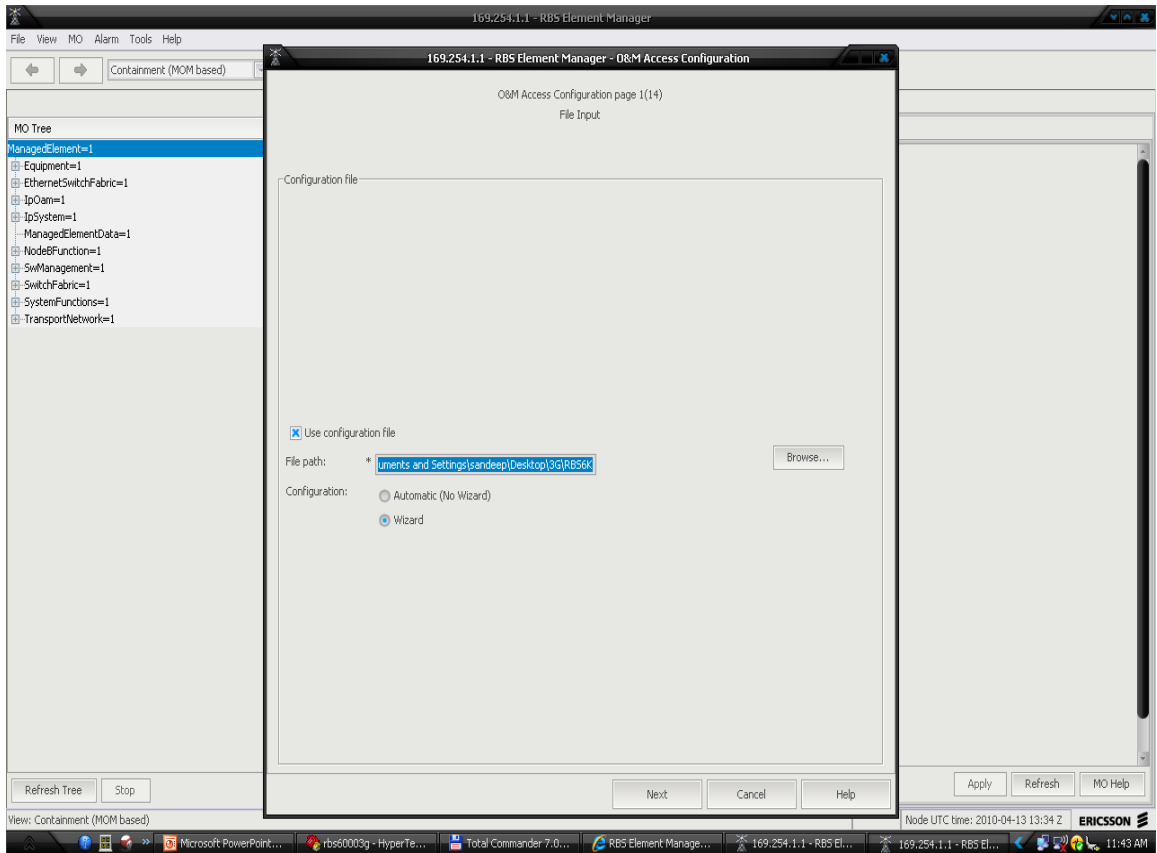 169.254.1.1 - RBS Element Manager
File View MO Alarm Tools Help
Containment (MOM based)
MO Tree
ManagedElement=1
Equipment=1
EthernetSwitchFabric=1
IpOam=1
IpSystem=1
ManagedElementData=1
NodeBFunction=1
SwManagement=1
SwitchFabric=1
SystemFunctions=1
TransportNetwork=1
Refresh Tree Stop
View: Containment (MOM based)
169.254.1.1 - RBS Element Manager - O&M Access Configuration
O&M Access Configuration page 1(14)
File Input
Configuration file
Use configuration file
File path: * uments and Settings\sandeep\Desktop\3G\RBS6K
Browse...
Configuration: Automatic (No Wizard)
Wizard
Next Cancel Help
Apply Refresh MO Help
Node UTC time: 2010-04-13 13:34 Z ERICSSON
Microsoft PowerPoint... rbs60003g - HyperTe... Total Commander 7.0... RBS Element Manage... 169.254.1.1 - RBS El... 169.254.1.1 - RBS El... 11:43 AM